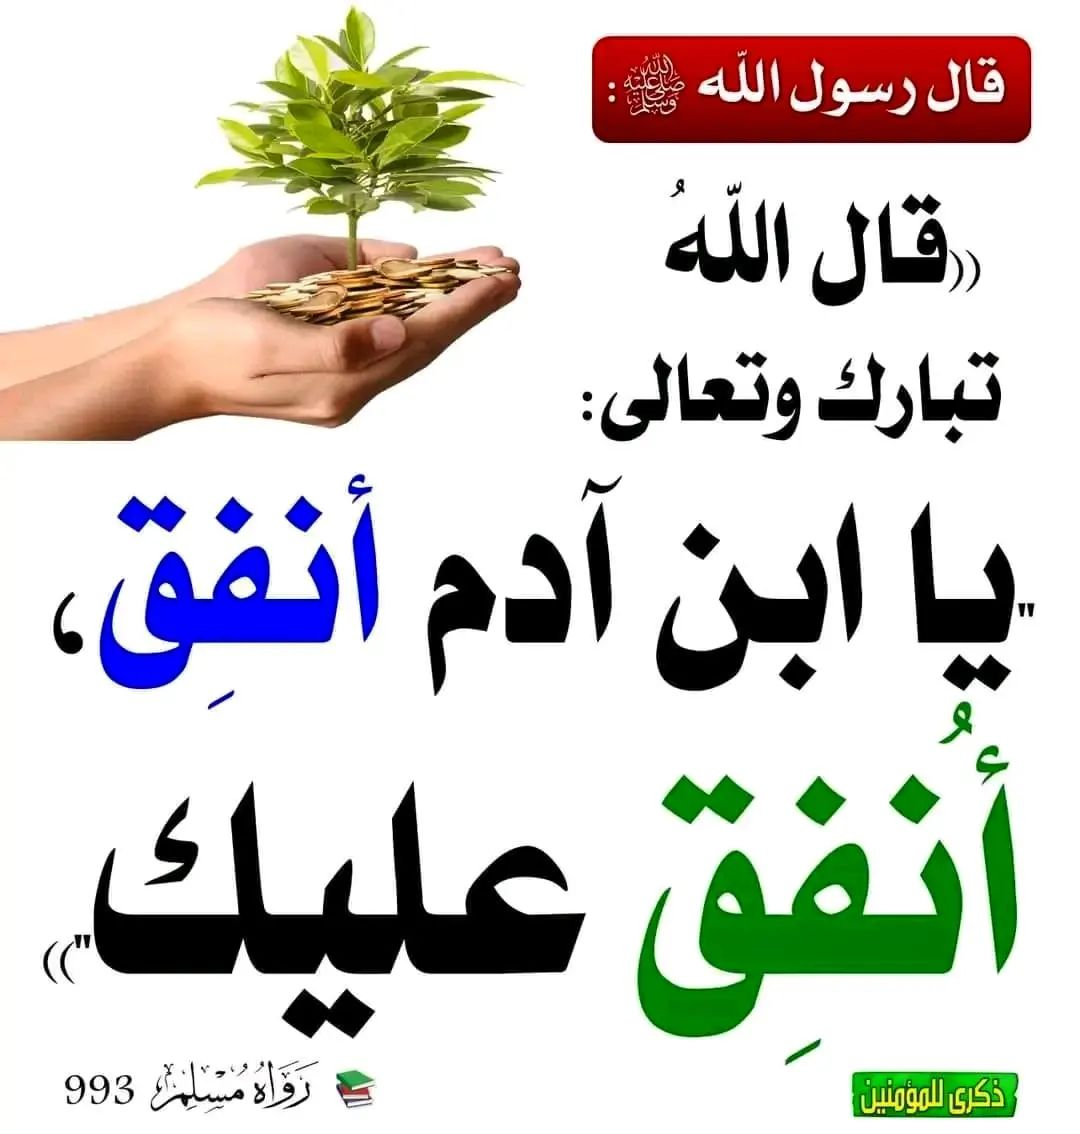 قال رسول الله ﷺ :
((قال اللهُ
تبارك وتعالى:
"يا ابن آدم أنفِق،
أُنفِق عليك"))
رَوَاهُ مُسْلِمْ 993
ذكرى للمؤمنين